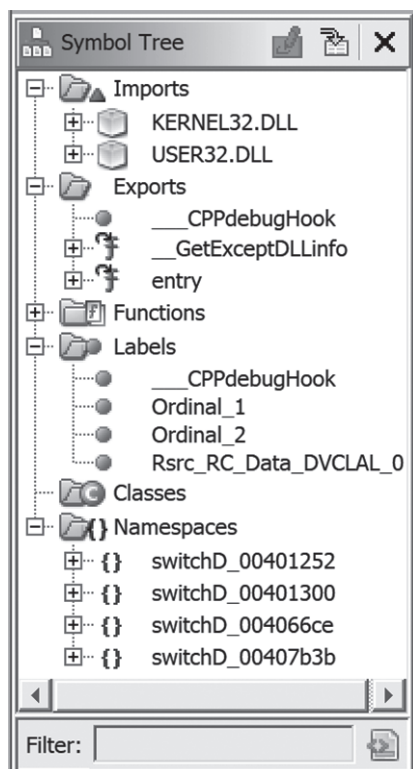 Symbol Tree
Imports
KERNEL32.DLL
USER32.DLL
Exports
___CPPdebugHook
__GetExceptDLLinfo
entry
Functions
Labels
___CPPdebugHook
Ordinal_1
Ordinal_2
Rsrc_RC_Data_DVCLAL_0
Classes
Namespaces
switchD_00401252
switchD_00401300
switchD_004066ce
switchD_00407b3b
Filter: